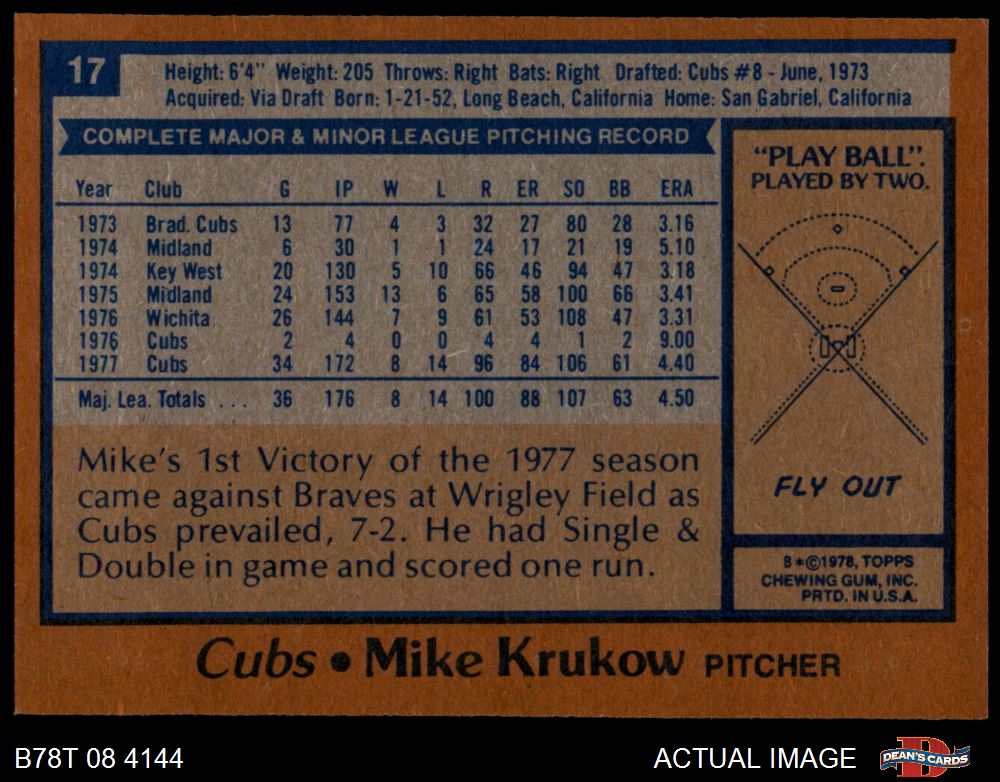 17
Height: 6'4" Weight: 205 Throws: Right Bats: Right Drafted: Cubs #8 - June, 1973
Acquired: Via Draft Born: 1-21-52, Long Beach, California Home: San Gabriel, California
COMPLETE MAJOR & MINOR LEAGUE PITCHING RECORD
Year Club G IP W L R ER SO BB ERA
1973 Brad. Cubs 13 77 4 3 32 27 80 28 3.16
1974 Midland 6 30 1 1 24 17 21 19 5.10
1974 Key West 20 130 5 10 66 46 94 47 3.18
1975 Midland 24 153 13 6 65 58 100 66 3.41
1976 Wichita 26 144 7 9 61 53 108 47 3.31
1976 Cubs 2 4 0 0 4 4 1 2 9.00
1977 Cubs 34 172 8 14 96 84 106 61 4.40
Maj. Lea. Totals ... 36 176 8 14 100 88 107 63 4.50
Mike's 1st Victory of the 1977 season
came against Braves at Wrigley Field as
Cubs prevailed, 7-2. He had Single &
Double in game and scored one run.
"PLAY BALL".
PLAYED BY TWO.
FLY OUT
B*©1978, TOPPS
CHEWING GUM, INC.
PRTD. IN U.S.A.
Cubs • Mike Krukow PITCHER
B78T 08 4144
ACTUAL IMAGE
DEAN'S CARDS